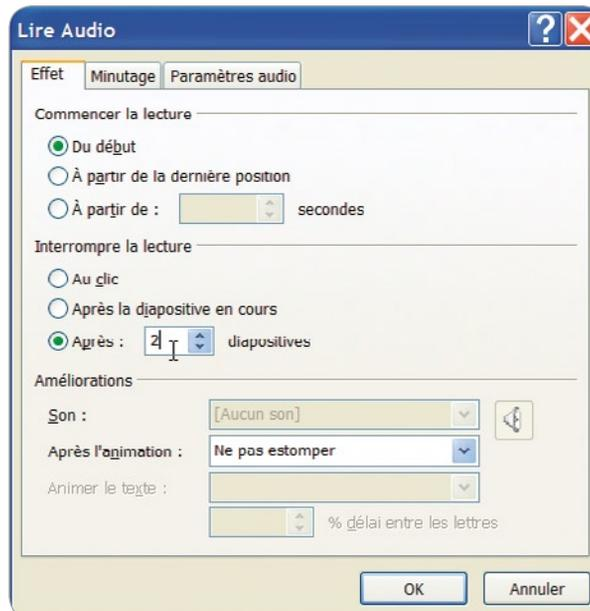 Lire Audio
Effet Minutage Paramètres audio
Commencer la lecture
Du début
À partir de la dernière position
À partir de : secondes
Interrompre la lecture
Au clic
Après la diapositive en cours
Après : 2 diapositives
Améliorations
Son : [Aucun son]
Après l'animation : Ne pas estomper
Animer le texte :
% délai entre les lettres
OK Annuler